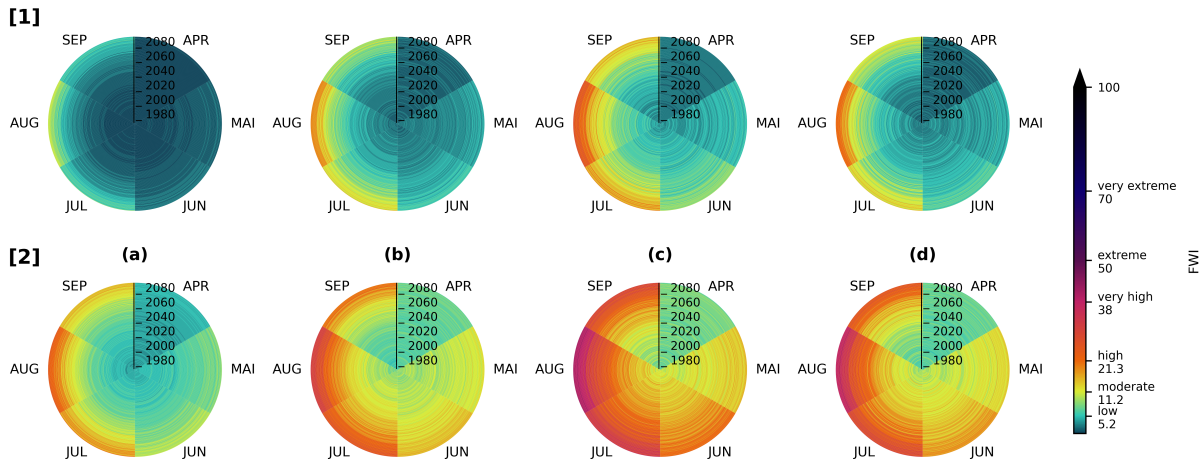 [1]
SEP APR
2080
2060
2040
2020
2000
1980
AUG MAI
JUL JUN
SEP APR
2080
2060
2040
2020
2000
1980
AUG MAI
JUL JUN
SEP APR
2080
2060
2040
2020
2000
1980
AUG MAI
JUL JUN
SEP APR
2080
2060
2040
2020
2000
1980
AUG MAI
JUL JUN
[2]
(a) (b) (c) (d)
SEP APR
2080
2060
2040
2020
2000
1980
AUG MAI
JUL JUN
SEP APR
2080
2060
2040
2020
2000
1980
AUG MAI
JUL JUN
SEP APR
2080
2060
2040
2020
2000
1980
AUG MAI
JUL JUN
SEP APR
2080
2060
2040
2020
2000
1980
AUG MAI
JUL JUN
100
very extreme
70
extreme
50
very high
38
high
21.3
moderate
11.2
low
5.2
FWI